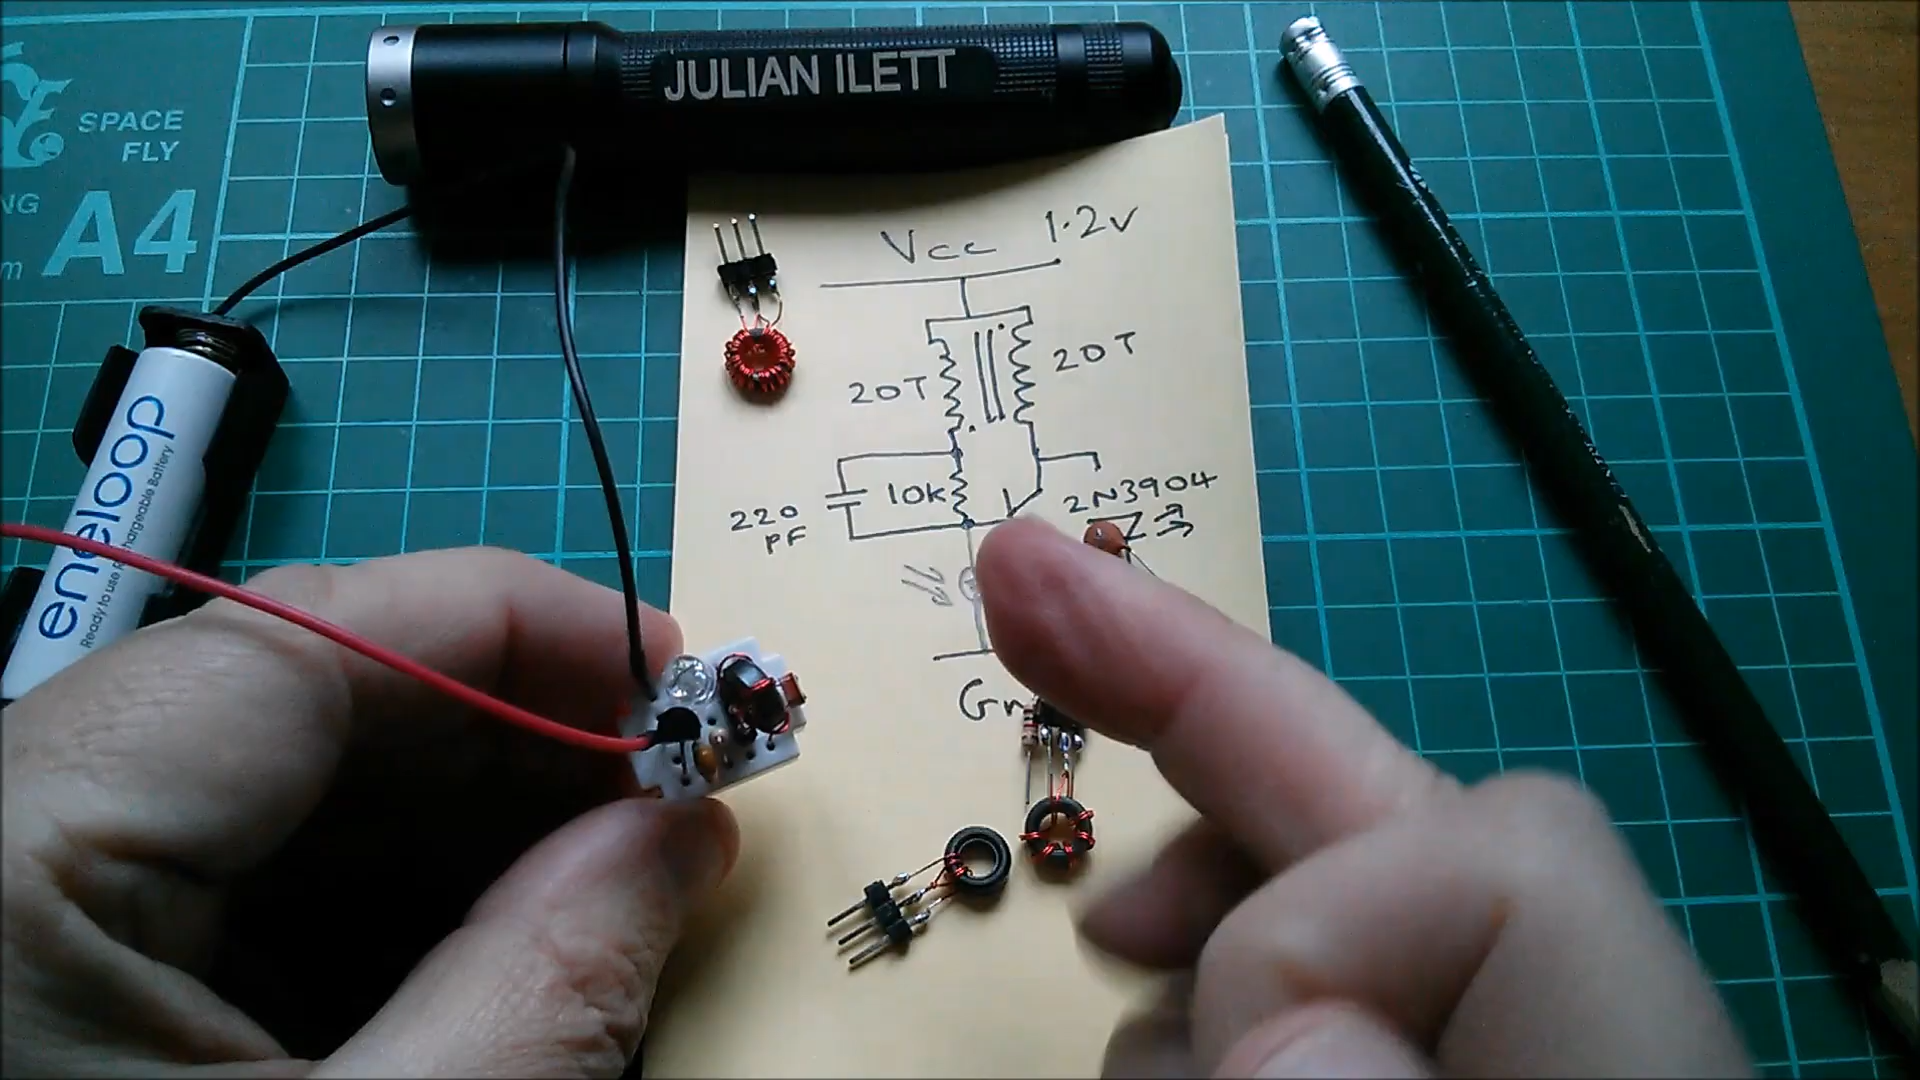 JULIAN ILETT
SPACE
FLY
A4
eneloop
Ready to use Rechargeable Battery
Vcc 1.2v
20T
20T
10k
220
pF
2N3904